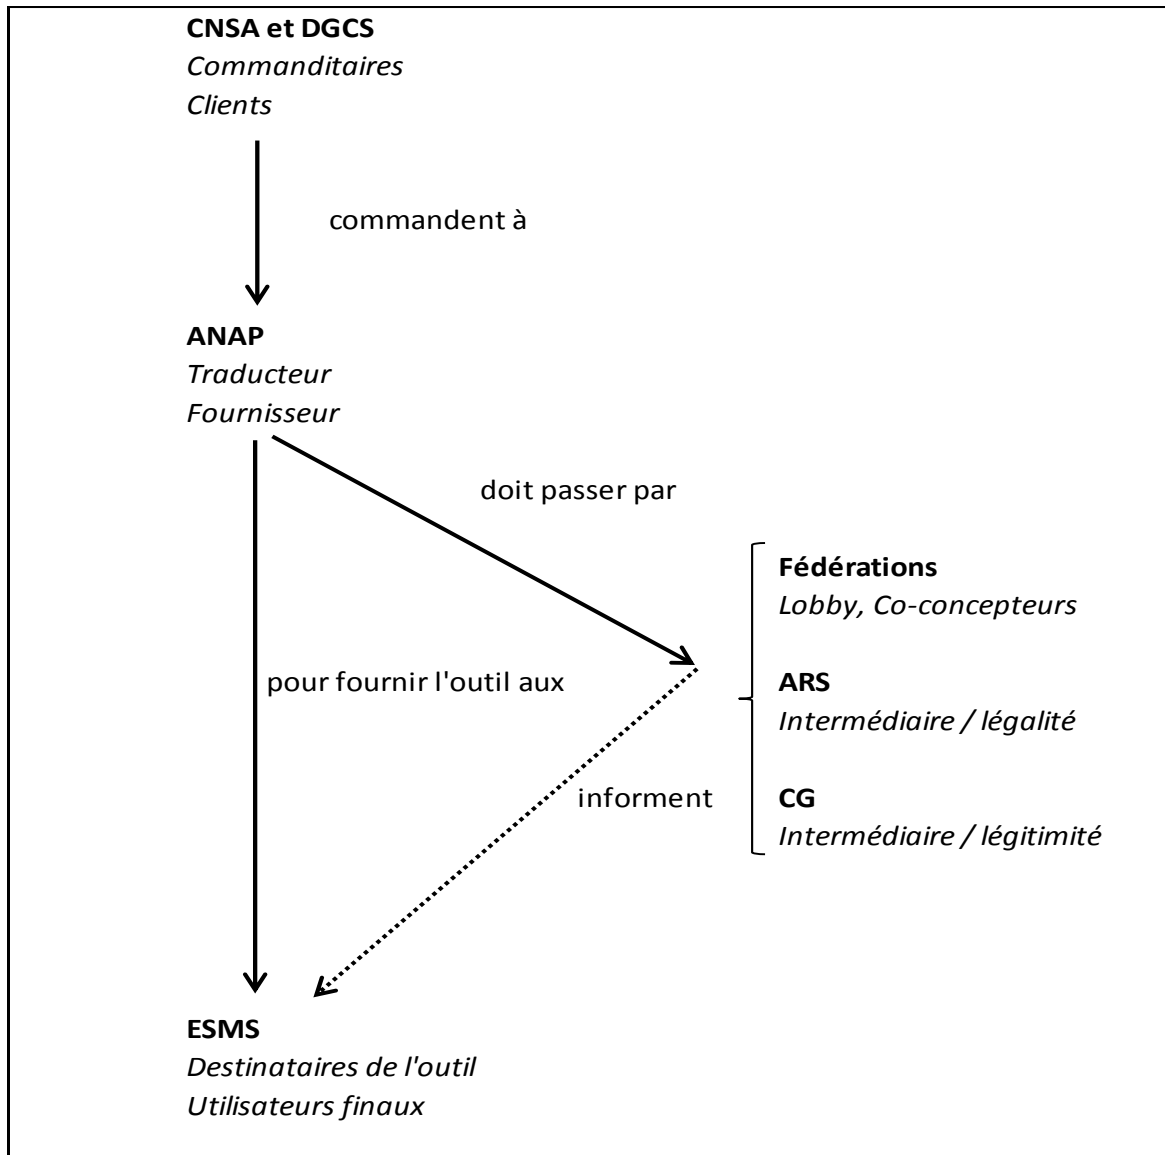 CNSA et DGCS
Commanditaires
Clients
commandent à
ANAP
Traducteur
Fournisseur
doit passer par
Fédérations
Lobby, Co-concepteurs
ARS
Intermédiaire / légalité
CG
Intermédiaire / légitimité
pour fournir l'outil aux
informent
ESMS
Destinataires de l'outil
Utilisateurs finaux